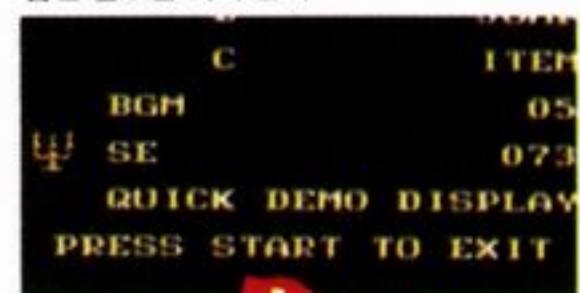 C ITEM
BGM 05
SE 073
QUICK DEMO DISPLAY
PRESS START TO EXIT